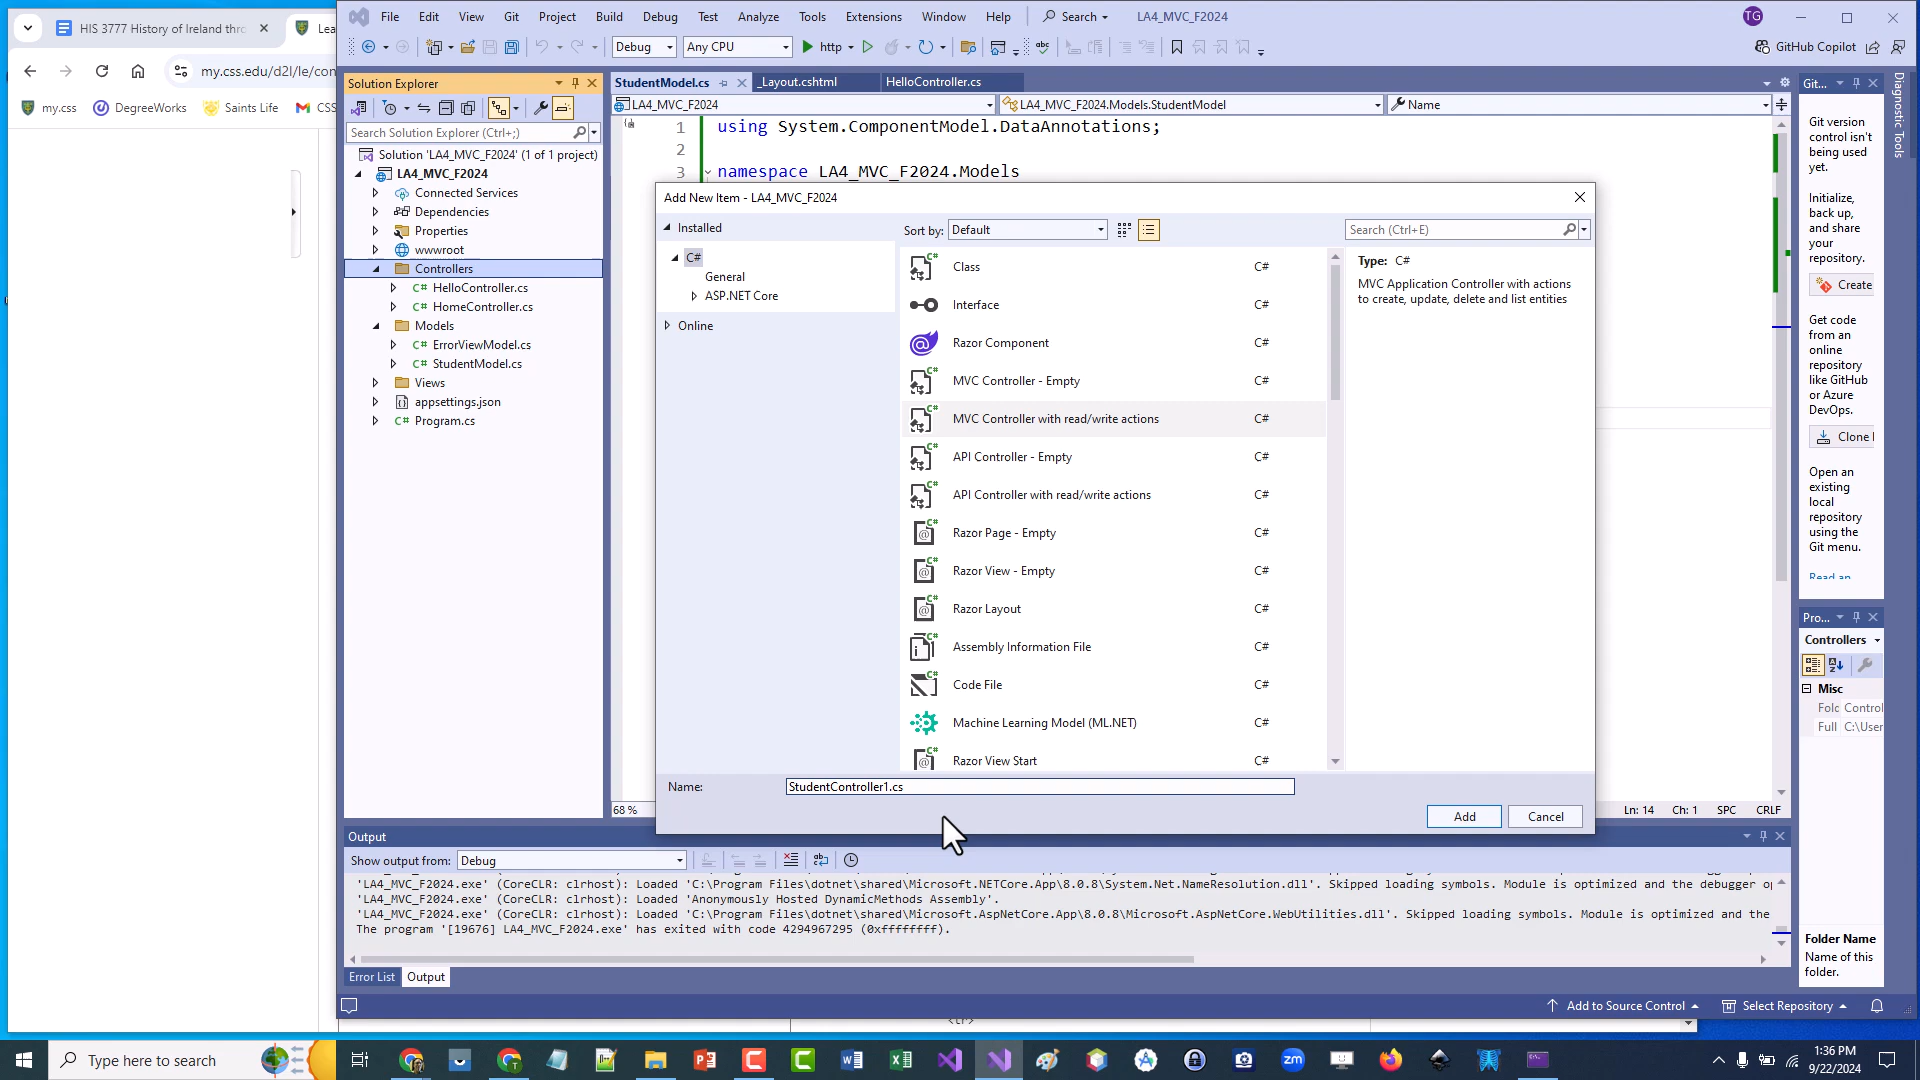 HIS 3777 History of Ireland thro
Lea
my.css.edu/d2l/le/con
my.css
DegreeWorks
Saints Life
CSS
File Edit View Git Project Build Debug Test Analyze Tools Extensions Window Help Search LA4_MVC_F2024
TG
Debug Any CPU http
GitHub Copilot
Solution Explorer
Search Solution Explorer (Ctrl+;)
Solution 'LA4_MVC_F2024' (1 of 1 project)
LA4_MVC_F2024
Connected Services
Dependencies
Properties
wwwroot
Controllers
C# HelloController.cs
C# HomeController.cs
Models
C# ErrorViewModel.cs
C# StudentModel.cs
Views
appsettings.json
C# Program.cs
StudentModel.cs _Layout.cshtml HelloController.cs
LA4_MVC_F2024 LA4_MVC_F2024.Models.StudentModel Name
1 using System.ComponentModel.DataAnnotations;
2
3 namespace LA4_MVC_F2024.Models
Add New Item - LA4_MVC_F2024
Installed
C#
General
ASP.NET Core
Online
Sort by: Default
Search (Ctrl+E)
Class C#
Interface C#
Razor Component C#
MVC Controller - Empty C#
MVC Controller with read/write actions C#
API Controller - Empty C#
API Controller with read/write actions C#
Razor Page - Empty C#
Razor View - Empty C#
Razor Layout C#
Assembly Information File C#
Code File C#
Machine Learning Model (ML.NET) C#
Razor View Start C#
Type: C#
MVC Application Controller with actions
to create, update, delete and list entities
Name: StudentController1.cs
Add Cancel
68 %
Ln: 14 Ch: 1 SPC CRLF
Output
Show output from: Debug
'LA4_MVC_F2024.exe' (CoreCLR: clrhost): Loaded 'C:\Program Files\dotnet\shared\Microsoft.NETCore.App\8.0.8\System.Net.NameResolution.dll'. Skipped loading symbols. Module is optimized and the debugger op
'LA4_MVC_F2024.exe' (CoreCLR: clrhost): Loaded 'Anonymously Hosted DynamicMethods Assembly'.
'LA4_MVC_F2024.exe' (CoreCLR: clrhost): Loaded 'C:\Program Files\dotnet\shared\Microsoft.AspNetCore.App\8.0.8\Microsoft.AspNetCore.WebUtilities.dll'. Skipped loading symbols. Module is optimized and the
The program '[19676] LA4_MVC_F2024.exe' has exited with code 4294967295 (0xffffffff).
Error List Output
Add to Source Control Select Repository
Git...
Git version
control isn't
being used
yet.
Initialize,
back up,
and share
your
repository.
Create
Get code
from an
online
repository
like GitHub
or Azure
DevOps.
Clone
Open an
existing
local
repository
using the
Git menu.
Read an
Diagnostic Tools
Pro...
Controllers
Misc
Folc Control
Full C:\User
Folder Name
Name of this
folder.
<tr>
Type here to search
1:36 PM
9/22/2024